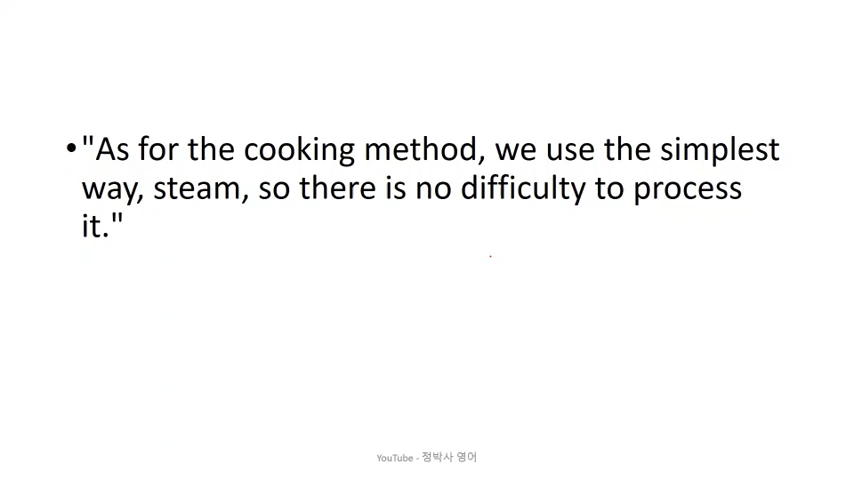 •"As for the cooking method, we use the simplest
way, steam, so there is no difficulty to process
it."
YouTube - 정박사 영어